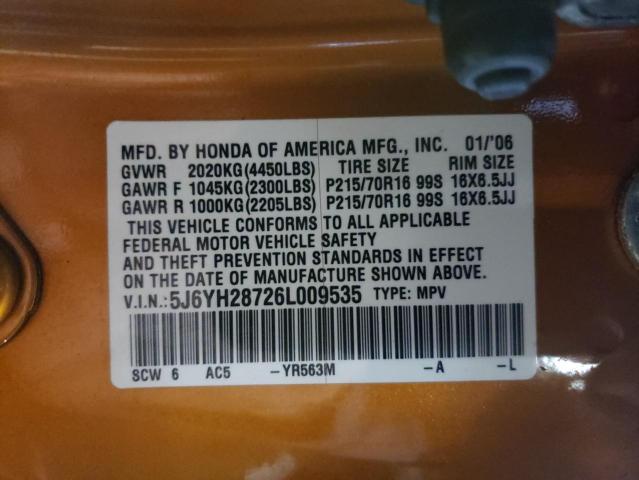 MFD. BY HONDA OF AMERICA MFG., INC. 01/'06
GVWR 2020KG(4450LBS) TIRE SIZE RIM SIZE
GAWR F 1045KG(2300LBS) P215/70R16 99S 16X6.5JJ
GAWR R 1000KG(2205LBS) P215/70R16 99S 16X6.5JJ
THIS VEHICLE CONFORMS TO ALL APPLICABLE
FEDERAL MOTOR VEHICLE SAFETY
AND THEFT PREVENTION STANDARDS IN EFFECT
ON THE DATE OF MANUFACTURE SHOWN ABOVE.
V.I.N.: 5J6YH28726L009535 TYPE: MPV
SCW 6 AC5 -YR563M -A -L